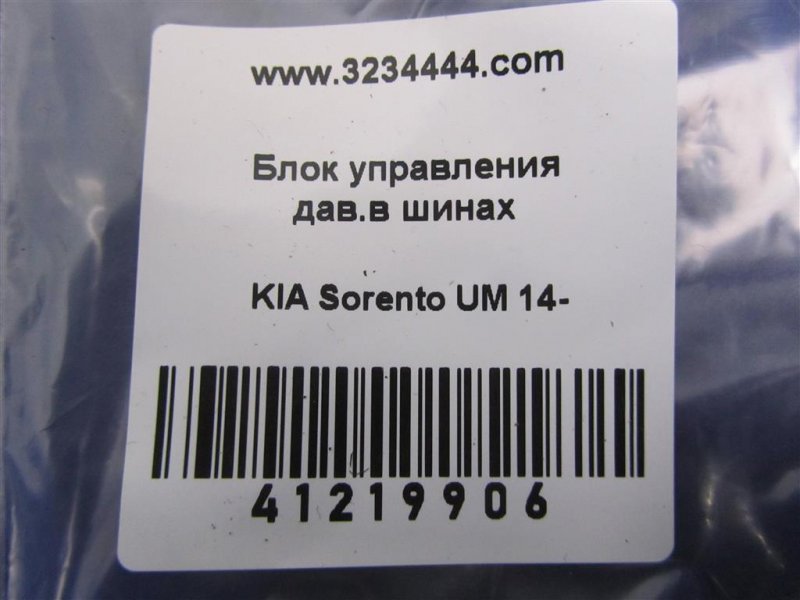 www.3234444.com
Блок управления
дав.в шинах
KIA Sorento UM 14-
41219906